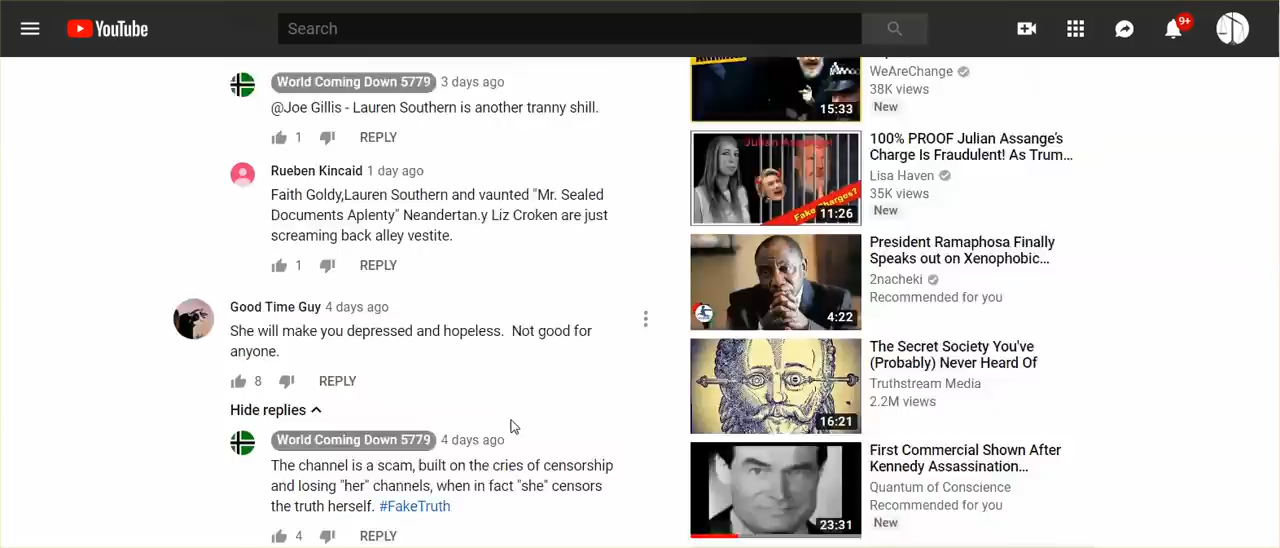 YouTube
Search
9+
World Coming Down 5779 3 days ago
@Joe Gillis - Lauren Southern is another tranny shill.
1 REPLY
Rueben Kincaid 1 day ago
Faith Goldy,Lauren Southern and vaunted "Mr. Sealed
Documents Aplenty" Neandertan.y Liz Croken are just
screaming back alley vestite.
1 REPLY
Good Time Guy 4 days ago
She will make you depressed and hopeless. Not good for
anyone.
8 REPLY
Hide replies
World Coming Down 5779 4 days ago
The channel is a scam, built on the cries of censorship
and losing "her" channels, when in fact "she" censors
the truth herself. #FakeTruth
4 REPLY
WeAreChange
38K views
New
15:33
100% PROOF Julian Assange's
Charge Is Fraudulent! As Trum...
Lisa Haven
35K views
New
Fake Charges?
11:26
President Ramaphosa Finally
Speaks out on Xenophobic...
2nacheki
Recommended for you
4:22
The Secret Society You've
(Probably) Never Heard Of
Truthstream Media
2.2M views
16:21
First Commercial Shown After
Kennedy Assassination...
Quantum of Conscience
Recommended for you
New
23:31